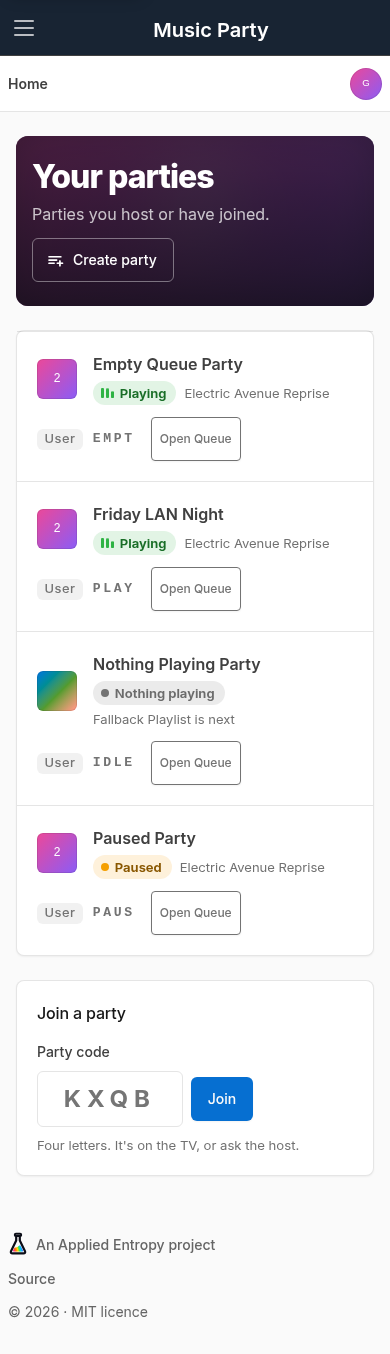 Music Party
Home
G
Your parties
Parties you host or have joined.
Create party
2
Empty Queue Party
Playing Electric Avenue Reprise
User EMPT Open Queue
2
Friday LAN Night
Playing Electric Avenue Reprise
User PLAY Open Queue
Nothing Playing Party
Nothing playing
Fallback Playlist is next
User IDLE Open Queue
2
Paused Party
Paused Electric Avenue Reprise
User PAUS Open Queue
Join a party
Party code
KXQB Join
Four letters. It's on the TV, or ask the host.
An Applied Entropy project
Source
© 2026 · MIT licence